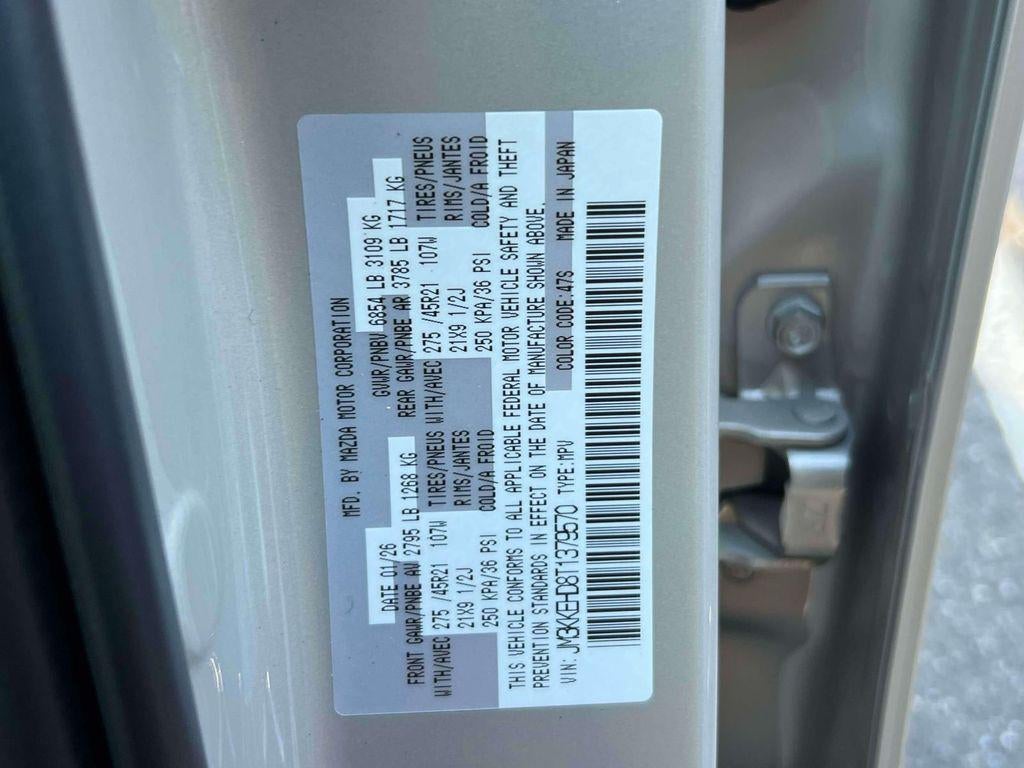 MFD. BY MAZDA MOTOR CORPORATION
DATE 01/26 GVWR/PNBV 6854 LB 3109 KG
FRONT GAWR/PNBE AV 2795 LB 1268 KG REAR GAWR/PNBE AR 3785 LB 1717 KG
WITH/AVEC 275 /45R21 107W TIRES/PNEUS WITH/AVEC 275 /45R21 107W TIRES/PNEUS
21X9 1/2J RIMS/JANTES 21X9 1/2J RIMS/JANTES
250 KPA/36 PSI COLD/A FROID 250 KPA/36 PSI COLD/A FROID
THIS VEHICLE CONFORMS TO ALL APPLICABLE FEDERAL MOTOR VEHICLE SAFETY AND THEFT
PREVENTION STANDARDS IN EFFECT ON THE DATE OF MANUFACTURE SHOWN ABOVE.
VIN: JM3KKEHD8T1379570 TYPE:MPV COLOR CODE:47S MADE IN JAPAN